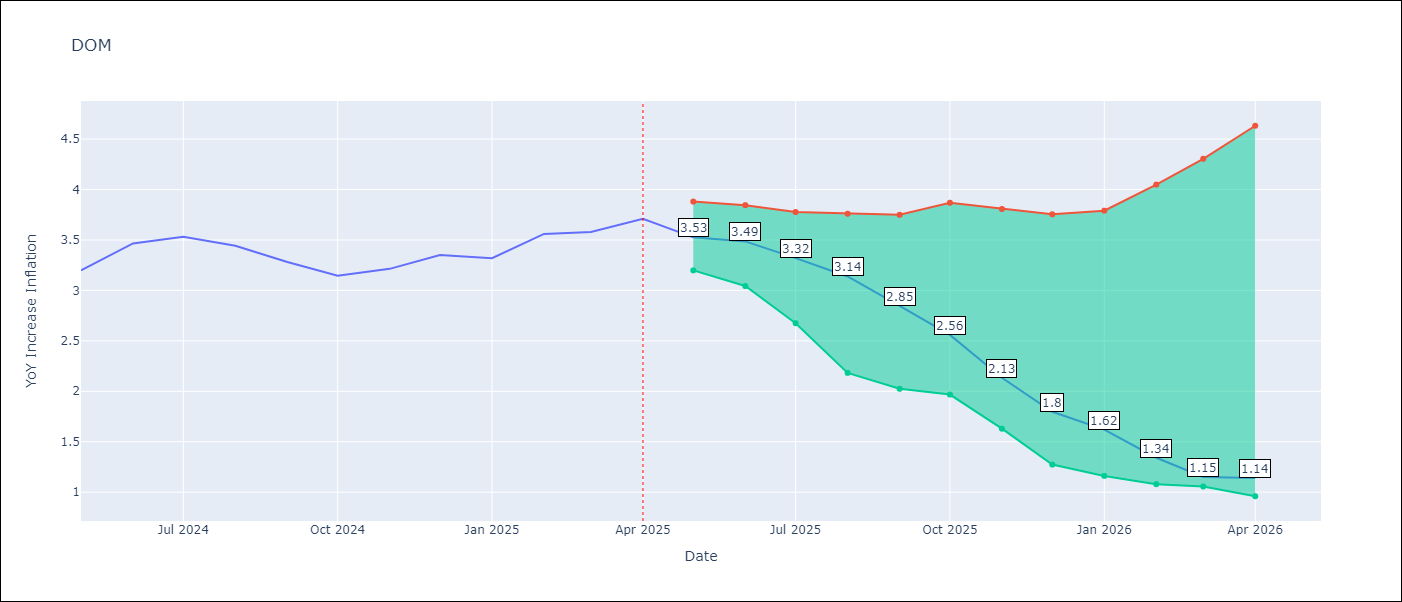 DOM
4.5
4
3.5
3
2.5
2
1.5
1
YoY Increase Inflation
3.53
3.49
3.32
3.14
2.85
2.56
2.13
1.8
1.62
1.34
1.15
1.14
Jul 2024
Oct 2024
Jan 2025
Apr 2025
Jul 2025
Oct 2025
Jan 2026
Apr 2026
Date